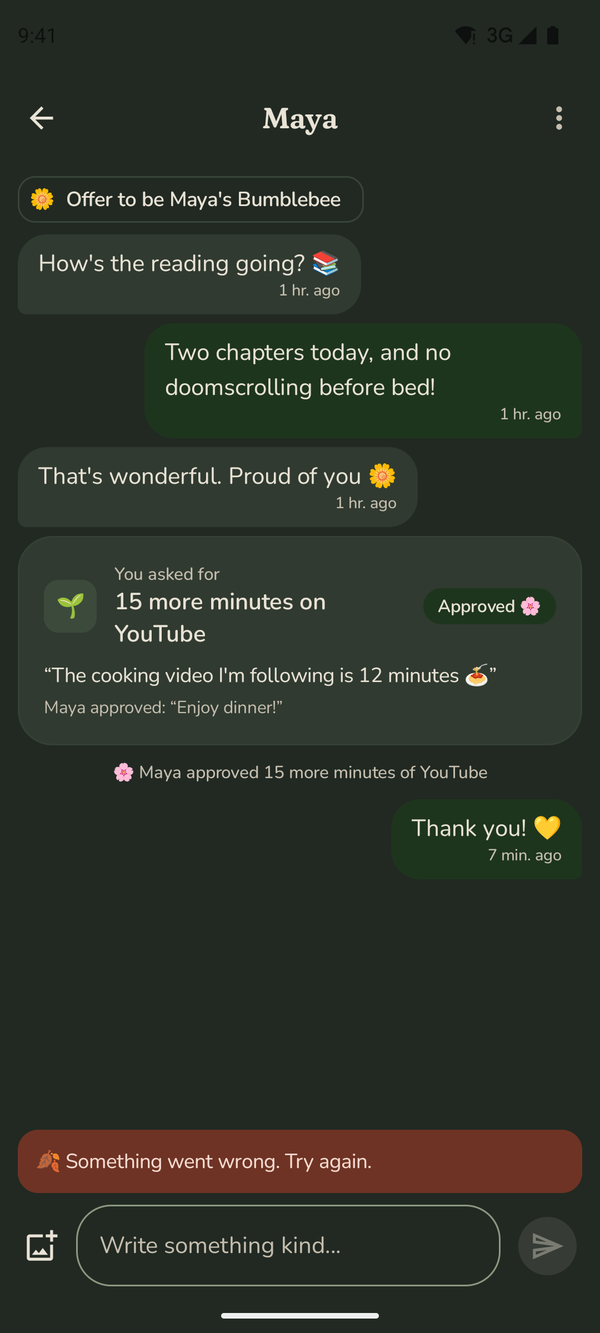 9:41
3G
Maya
🌼 Offer to be Maya's Bumblebee
How's the reading going? 📚
1 hr. ago
Two chapters today, and no
doomscrolling before bed!
1 hr. ago
That's wonderful. Proud of you 🌼
1 hr. ago
You asked for
15 more minutes on
YouTube
Approved 🌸
“The cooking video I'm following is 12 minutes 🍝”
Maya approved: “Enjoy dinner!”
🌸 Maya approved 15 more minutes of YouTube
Thank you! 💛
7 min. ago
🍂 Something went wrong. Try again.
Write something kind...